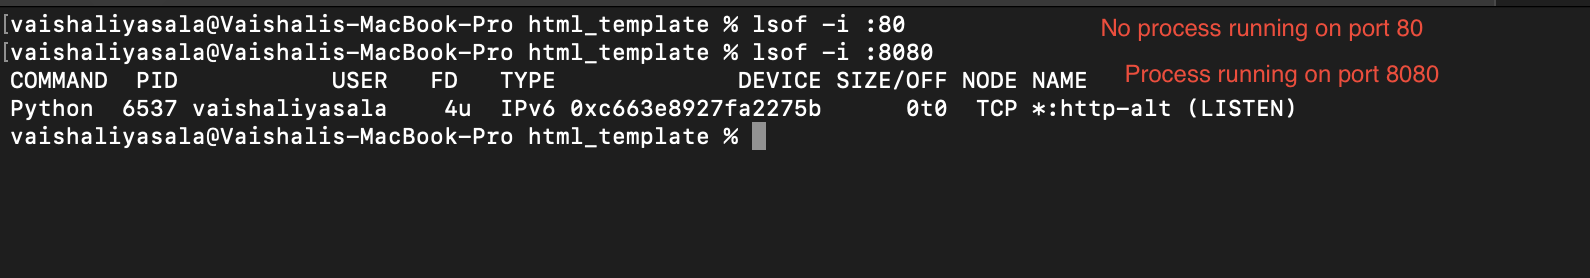 [vaishaliyasala@Vaishalis-MacBook-Pro html_template % lsof -i :80
No process running on port 80
[vaishaliyasala@Vaishalis-MacBook-Pro html_template % lsof -i :8080
COMMAND PID USER FD TYPE DEVICE SIZE/OFF NODE NAME
Process running on port 8080
Python 6537 vaishaliyasala 4u IPv6 0xc663e8927fa2275b 0t0 TCP *:http-alt (LISTEN)
vaishaliyasala@Vaishalis-MacBook-Pro html_template %